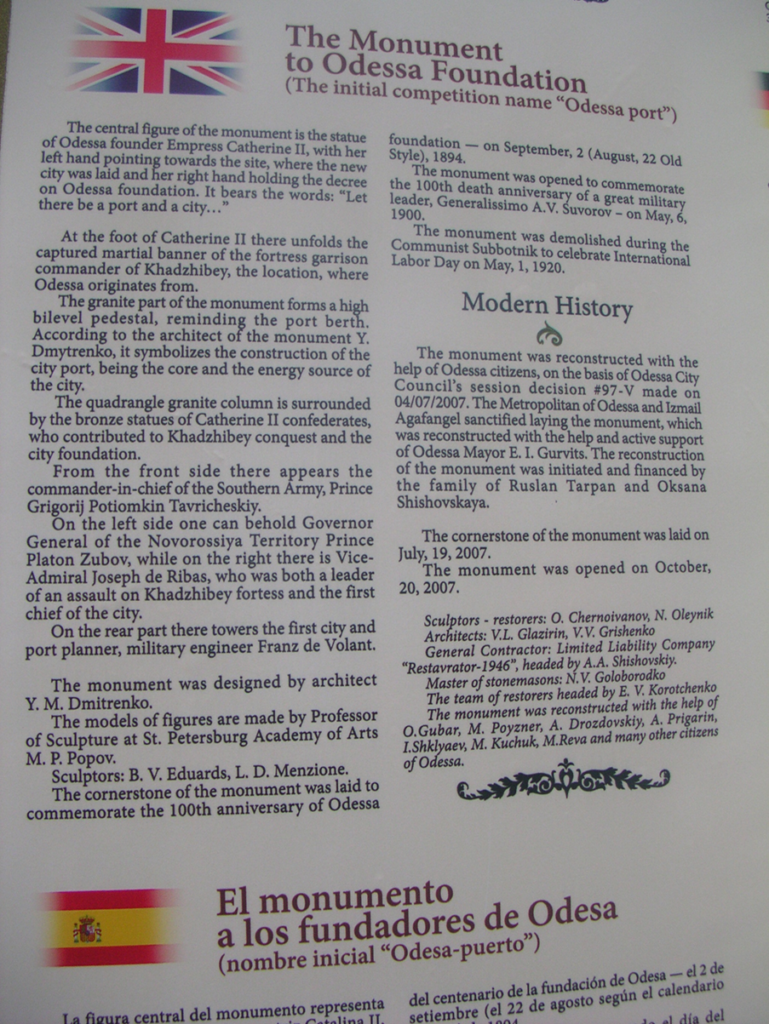 The Monument
to Odessa Foundation
(The initial competition name “Odessa port”)
The central figure of the monument is the statue
of Odessa founder Empress Catherine II, with her
left hand pointing towards the site, where the new
city was laid and her right hand holding the decree
on Odessa foundation. It bears the words: “Let
there be a port and a city…”
At the foot of Catherine II there unfolds the
captured martial banner of the fortress garrison
commander of Khadzhibey, the location, where
Odessa originates from.
The granite part of the monument forms a high
bilevel pedestal, reminding the port berth.
According to the architect of the monument Y.
Dmytrenko, it symbolizes the construction of the
city port, being the core and the energy source of
the city.
The quadrangle granite column is surrounded
by the bronze statues of Catherine II confederates,
who contributed to Khadzhibey conquest and the
city foundation.
From the front side there appears the
commander-in-chief of the Southern Army, Prince
Grigorij Potiomkin Tavricheskiy.
On the left side one can behold Governor
General of the Novorossiya Territory Prince
Platon Zubov, while on the right there is Vice-
Admiral Joseph de Ribas, who was both a leader
of an assault on Khadzhibey fortress and the first
chief of the city.
On the rear part there towers the first city and
port planner, military engineer Franz de Volant.
The monument was designed by architect
Y. M. Dmitrenko.
The models of figures are made by Professor
of Sculpture at St. Petersburg Academy of Arts
M. P. Popov.
Sculptors: B. V. Eduards, L. D. Menzione.
The cornerstone of the monument was laid to
commemorate the 100th anniversary of Odessa
foundation — on September, 2 (August, 22 Old
Style), 1894.
The monument was opened to commemorate
the 100th death anniversary of a great military
leader, Generalissimo A.V. Suvorov – on May, 6,
1900.
The monument was demolished during the
Communist Subbotnik to celebrate International
Labor Day on May, 1, 1920.
Modern History
The monument was reconstructed with the
help of Odessa citizens, on the basis of Odessa City
Council’s session decision #97-V made on
04/07/2007. The Metropolitan of Odessa and Izmail
Agafangel sanctified laying the monument, which
was reconstructed with the help and active support
of Odessa Mayor E. I. Gurvits. The reconstruction
of the monument was initiated and financed by
the family of Ruslan Tarpan and Oksana
Shishovskaya.
The cornerstone of the monument was laid on
July, 19, 2007.
The monument was opened on October,
20, 2007.
Sculptors - restorers: O. Chernoivanov, N. Oleynik
Architects: V.L. Glazirin, V.V. Grishenko
General Contractor: Limited Liability Company
“Restavrator-1946”, headed by A.A. Shishovskiy.
Master of stonemasons: N.V. Goloborodko
The team of restorers headed by E. V. Korotchenko
The monument was reconstructed with the help of
O.Gubar, M. Poyzner, A. Drozdovskiy, A. Prigarin,
I.Shklyaev, M. Kuchuk, M.Reva and many other citizens
of Odessa.
El monumento
a los fundadores de Odesa
(nombre inicial “Odesa-puerto”)
La figura central del monumento representa
Catalina II,
del centenario de la fundación de Odesa — el 2 de
setiembre (el 22 de agosto según el calendario
el día del